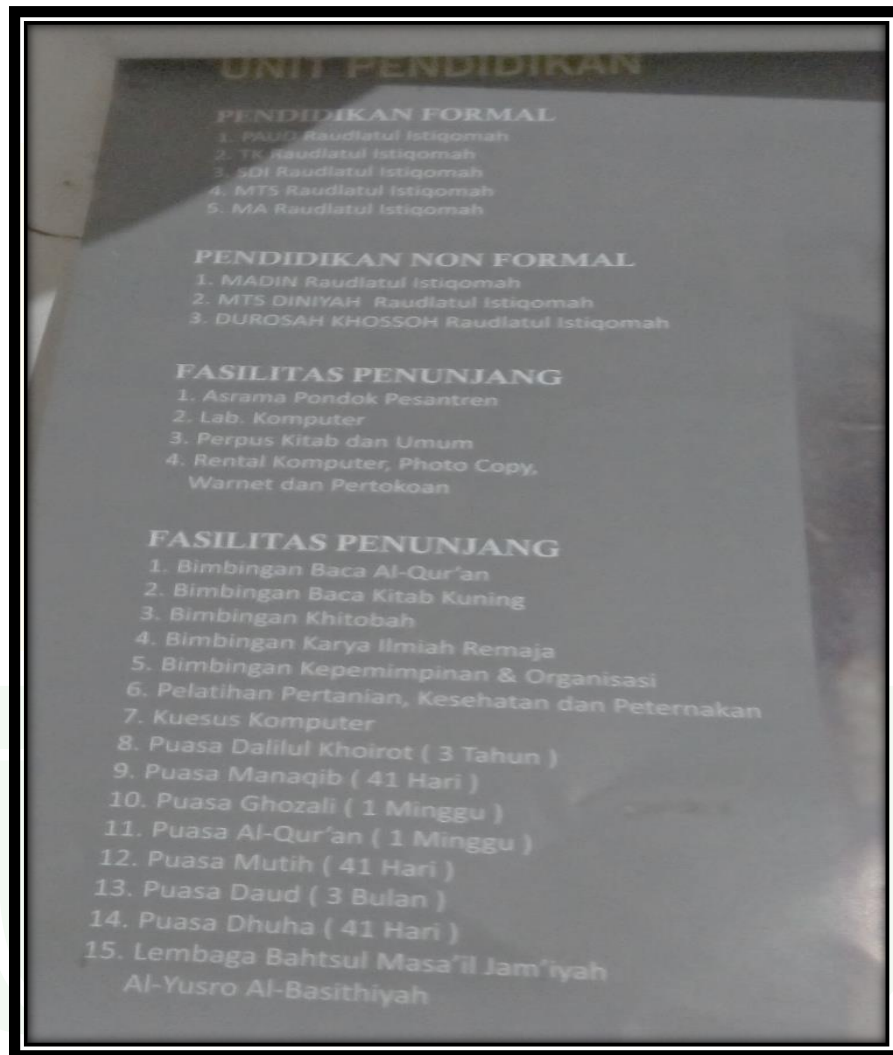 UNIT PENDIDIKAN
PENDIDIKAN FORMAL
1. PAUD Raudlatul Istiqomah
2. TK Raudlatul Istiqomah
3. SDI Raudlatul Istiqomah
4. MTS Raudlatul Istiqomah
5. MA Raudlatul Istiqomah
PENDIDIKAN NON FORMAL
1. MADIN Raudlatul Istiqomah
2. MTS DINIYAH Raudlatul Istiqomah
3. DUROSAH KHOSSOH Raudlatul Istiqomah
FASILITAS PENUNJANG
1. Asrama Pondok Pesantren
2. Lab. Komputer
3. Perpus Kitab dan Umum
4. Rental Komputer, Photo Copy,
Warnet dan Pertokoan
FASILITAS PENUNJANG
1. Bimbingan Baca Al-Qur'an
2. Bimbingan Baca Kitab Kuning
3. Bimbingan Khitobah
4. Bimbingan Karya Ilmiah Remaja
5. Bimbingan Kepemimpinan & Organisasi
6. Pelatihan Pertanian, Kesehatan dan Peternakan
7. Kuesus Komputer
8. Puasa Dalilul Khoirot ( 3 Tahun )
9. Puasa Manaqib ( 41 Hari )
10. Puasa Ghozali ( 1 Minggu )
11. Puasa Al-Qur'an ( 1 Minggu )
12. Puasa Mutih ( 41 Hari )
13. Puasa Daud ( 3 Bulan )
14. Puasa Dhuha ( 41 Hari )
15. Lembaga Bahtsul Masa'il Jam'iyah
Al-Yusro Al-Basithiyah